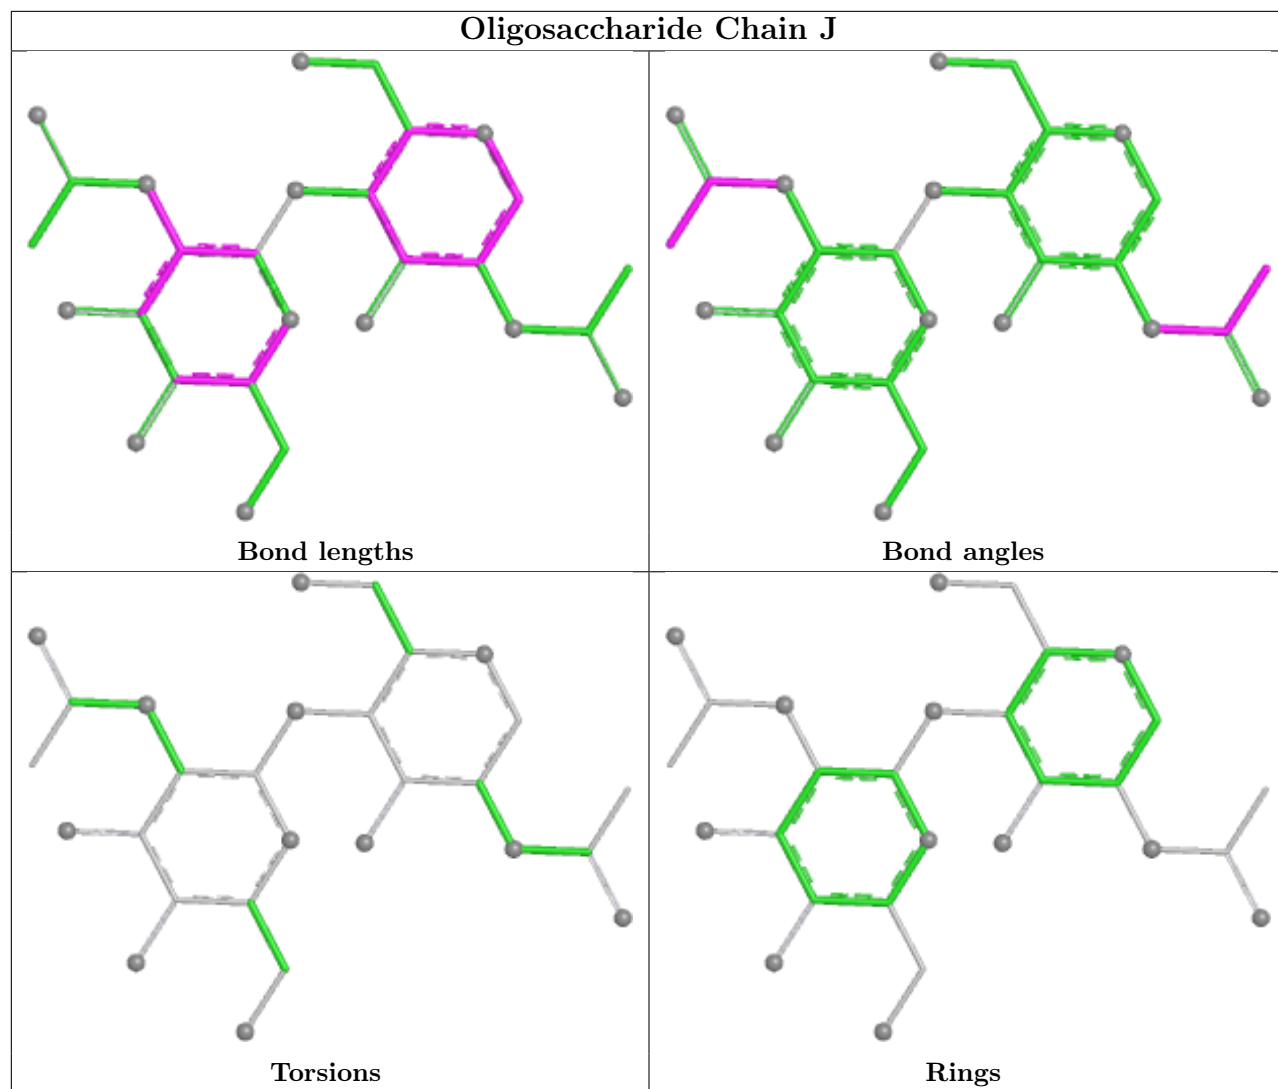 Oligosaccharide Chain J
Bond lengths
Bond angles
Torsions
Rings